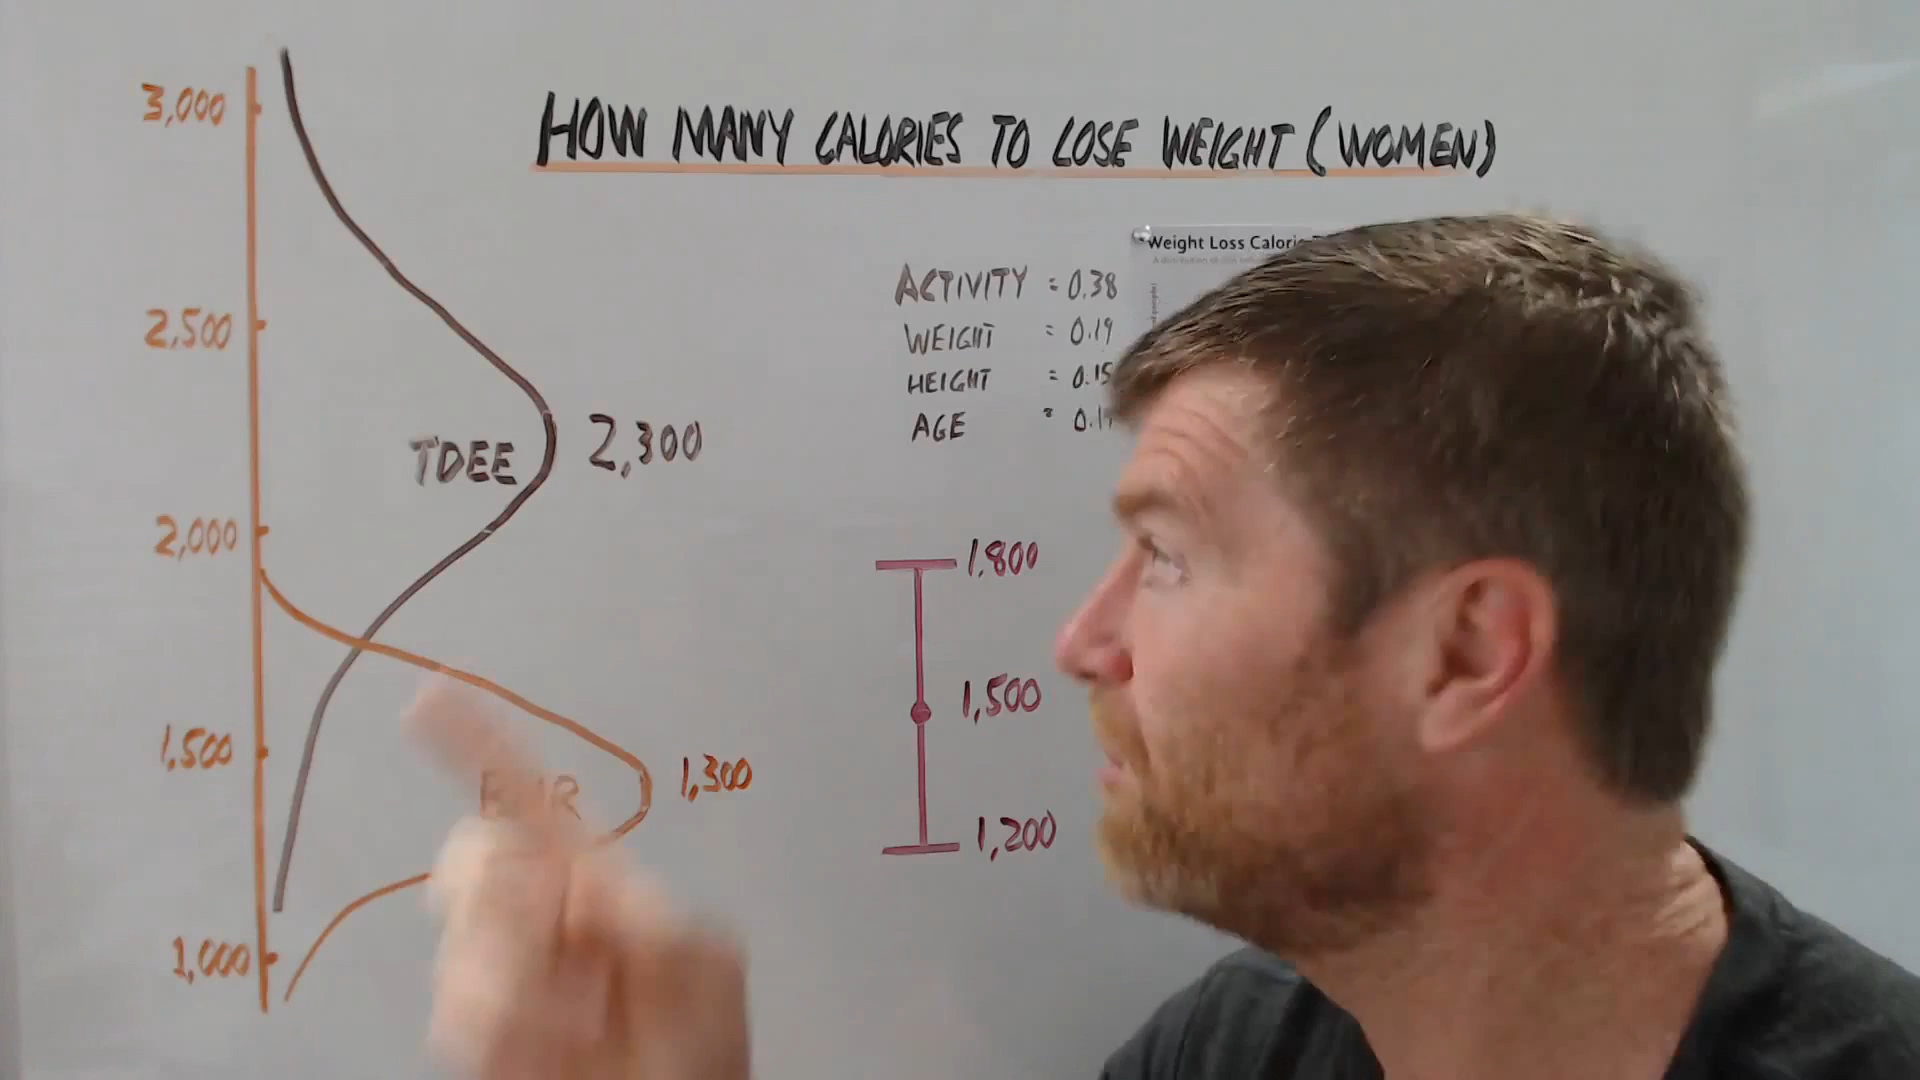 HOW MANY CALORIES TO LOSE WEIGHT (WOMEN)
3,000
2,500
2,000
1,500
1,000
TDEE 2,300
1,300
ACTIVITY = 0.38
WEIGHT = 0.19
HEIGHT = 0.15
AGE
Weight Loss
1,800
1,500
1,200